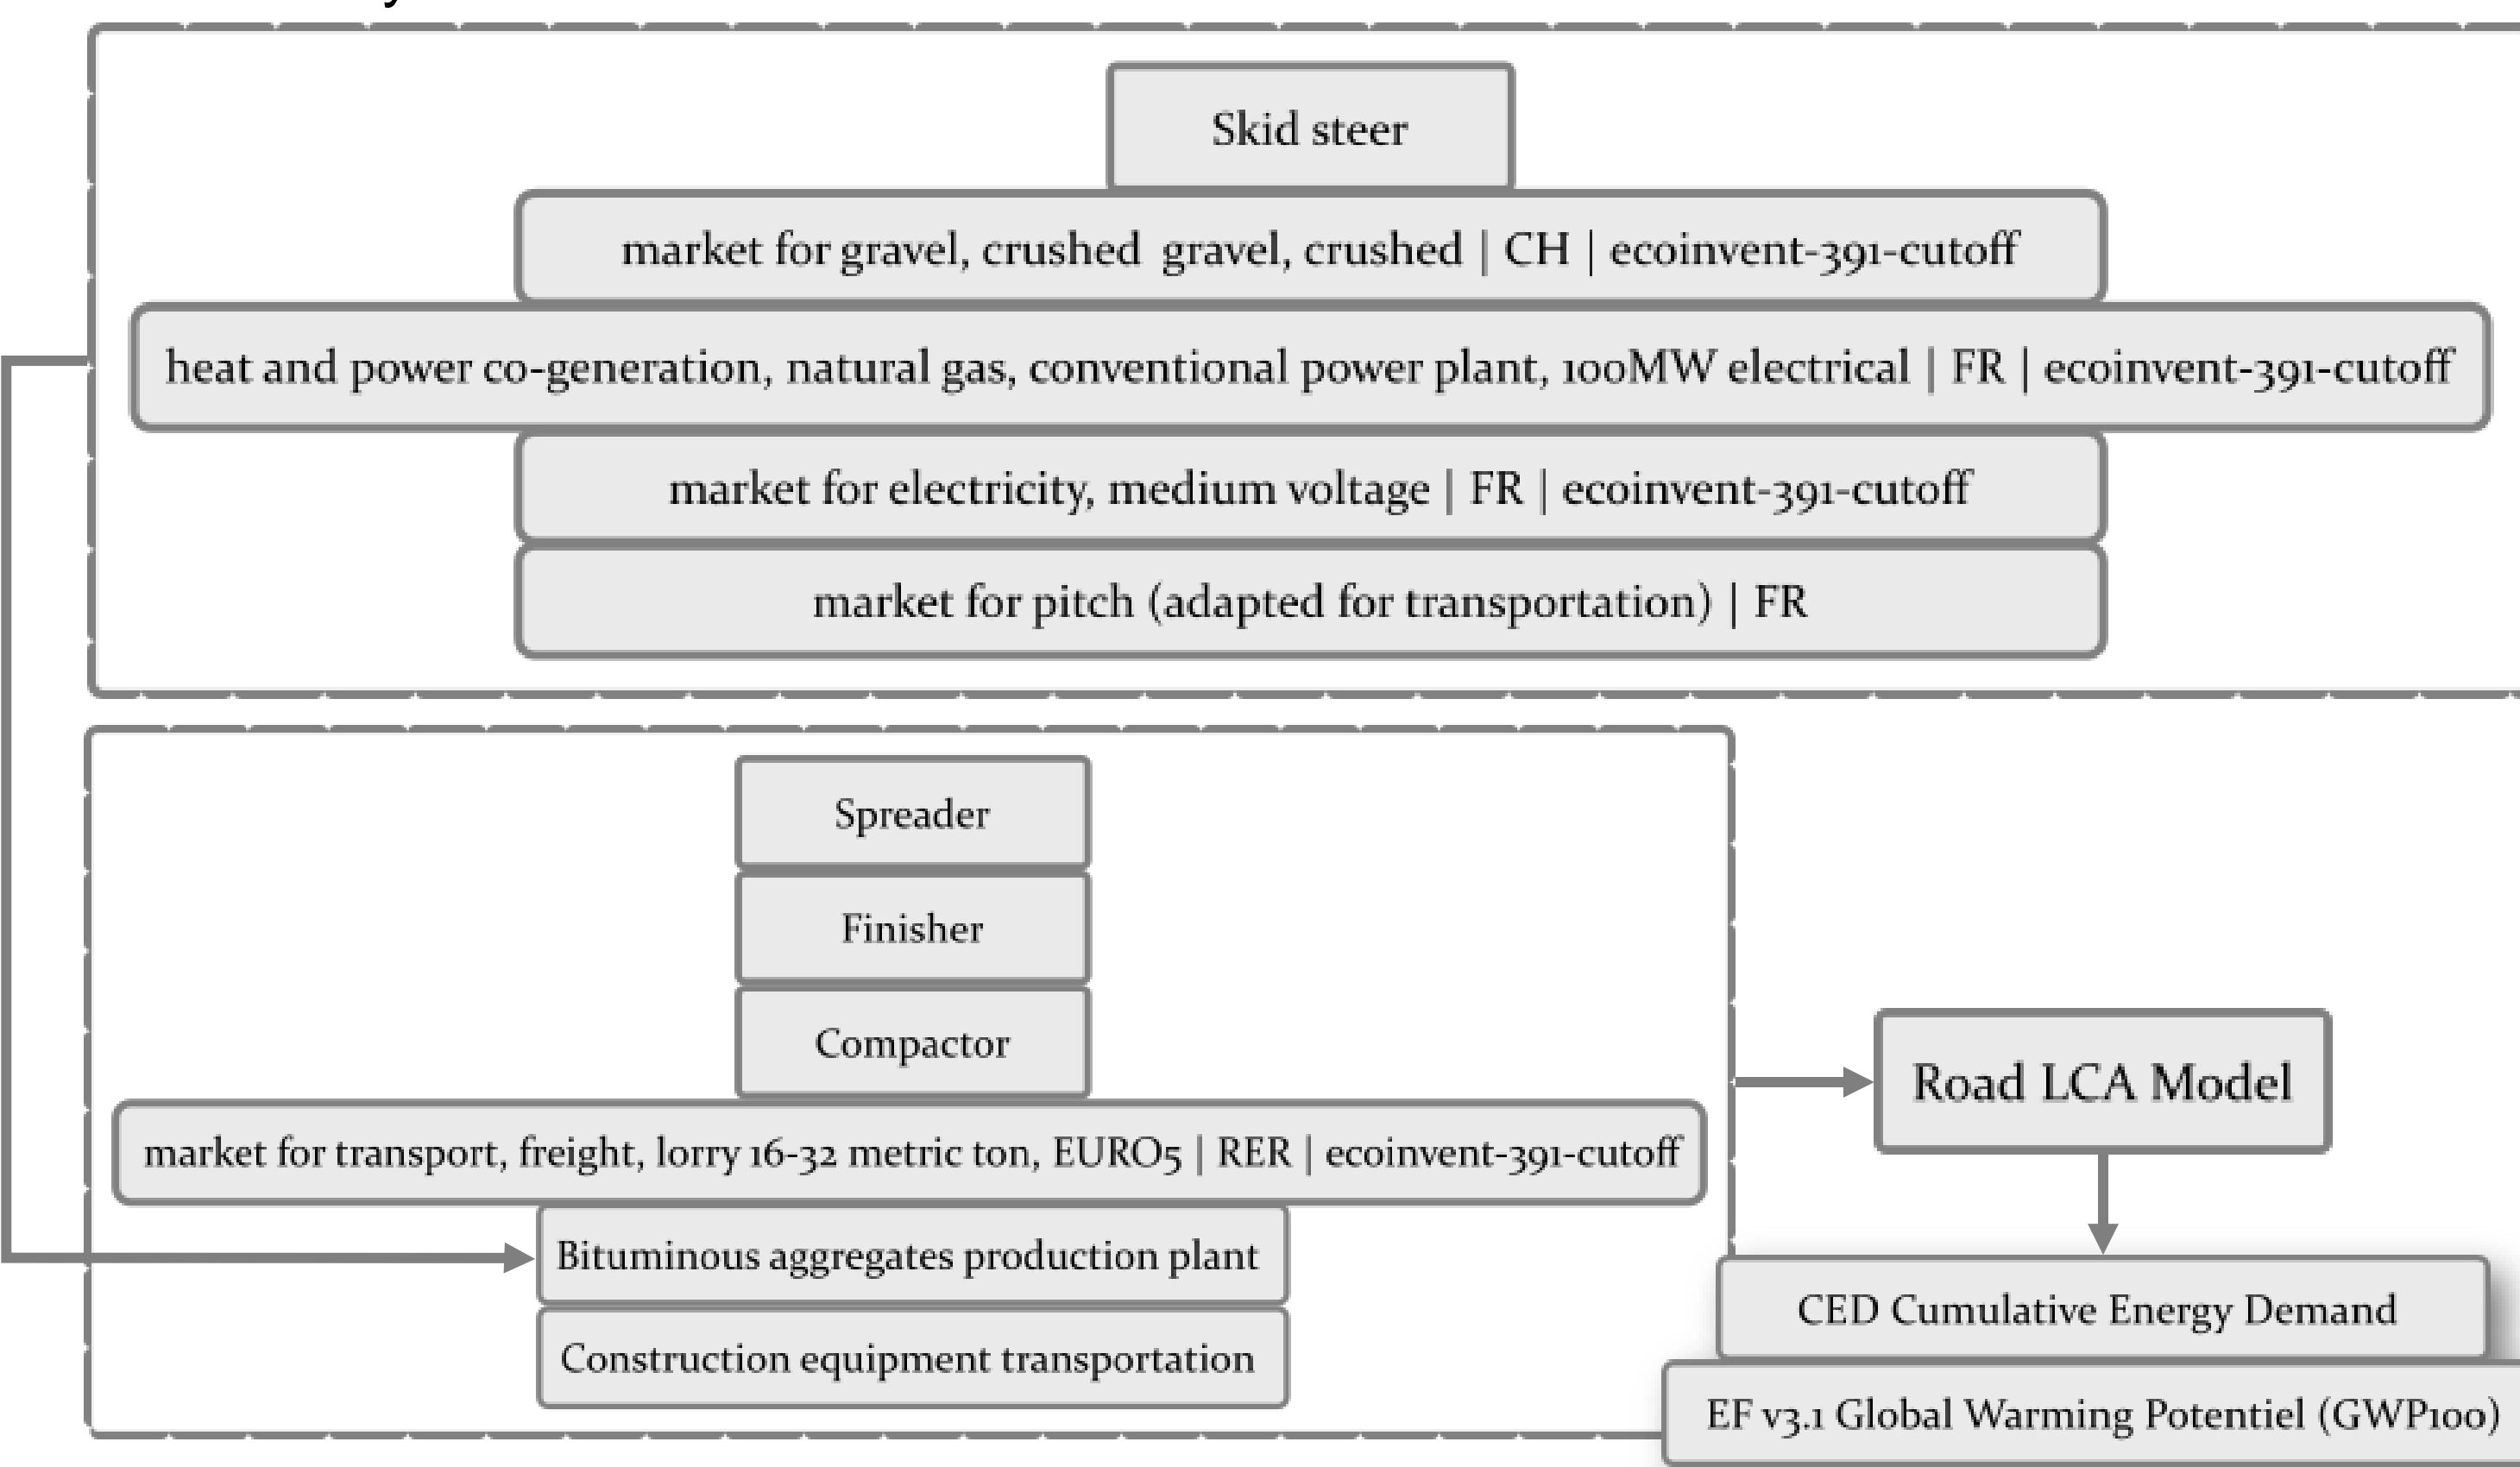 Skid steer
market for gravel, crushed gravel, crushed | CH | ecoinvent-391-cutoff
heat and power co-generation, natural gas, conventional power plant, 100MW electrical | FR | ecoinvent-391-cutoff
market for electricity, medium voltage | FR | ecoinvent-391-cutoff
market for pitch (adapted for transportation) | FR
Spreader
Finisher
Compactor
market for transport, freight, lorry 16-32 metric ton, EURO5 | RER | ecoinvent-391-cutoff
Bituminous aggregates production plant
Construction equipment transportation
Road LCA Model
CED Cumulative Energy Demand
EF v3.1 Global Warming Potentiel (GWP100)